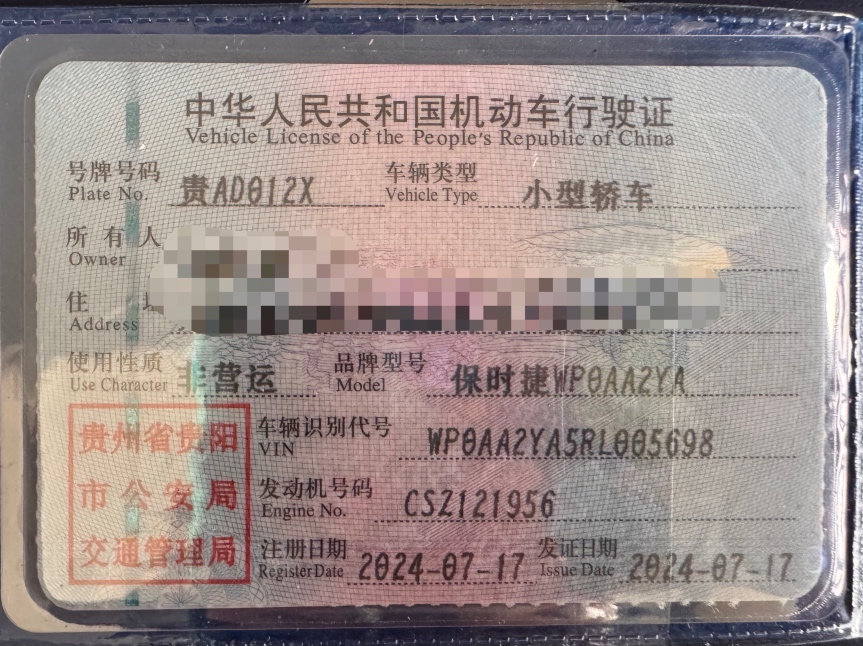 中华人民共和国机动车行驶证
Vehicle License of the People's Republic of China
号牌号码 贵AD012X 车辆类型 小型轿车
Plate No. Vehicle Type
所有人
Owner
住
Address
使用性质 非营运 品牌型号 保时捷WP0AA2YA
Use Character Model
贵州省贵阳
市公安局
交通管理局
车辆识别代号 WP0AA2YA5RL005698
VIN
发动机号码 CSZ121956
Engine No.
注册日期 2024-07-17 发证日期 2024-07-17
Register Date Issue Date